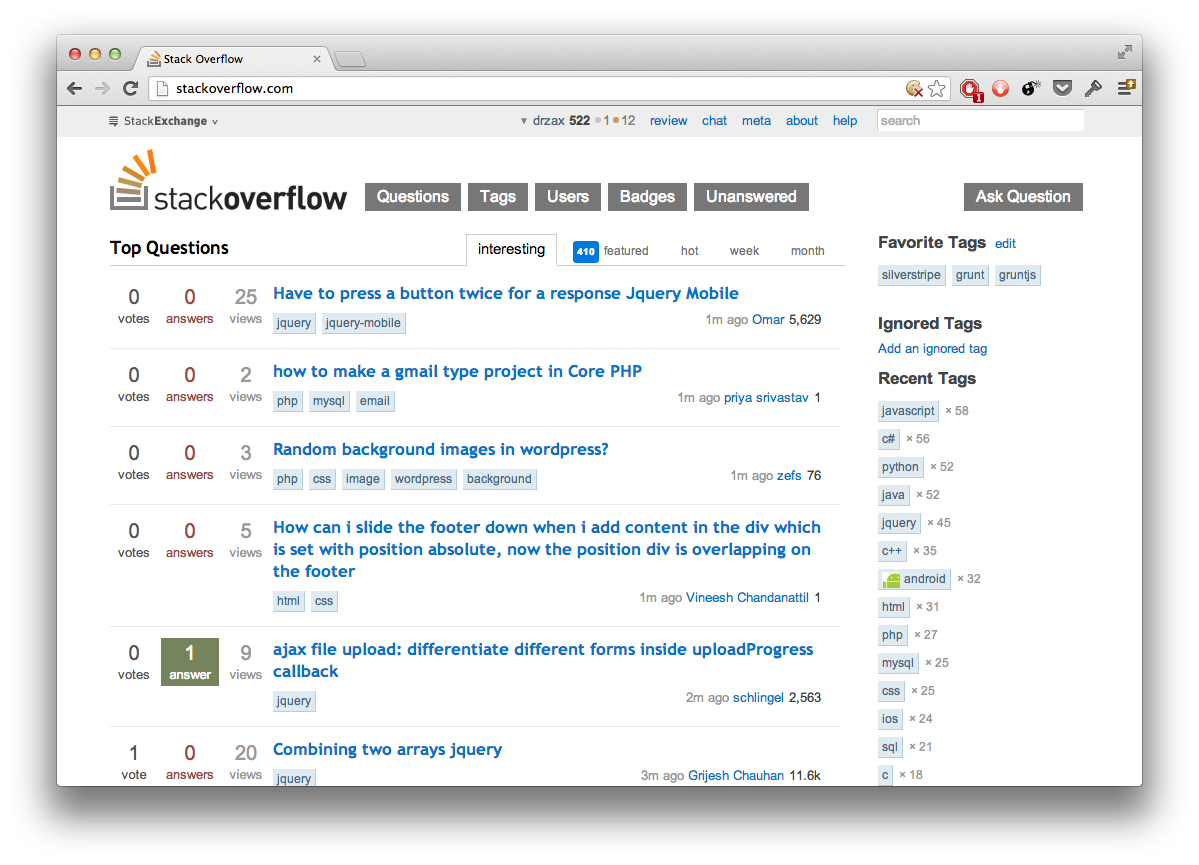 Stack Overflow
stackoverflow.com
1
StackExchange
drzax 522 1 12 review chat meta about help search
stackoverflow Questions Tags Users Badges Unanswered Ask Question
Top Questions interesting 410 featured hot week month
0 votes 0 answers 25 views
Have to press a button twice for a response Jquery Mobile
jquery jquery-mobile
1m ago Omar 5,629
0 votes 0 answers 2 views
how to make a gmail type project in Core PHP
php mysql email
1m ago priya srivastav 1
0 votes 0 answers 3 views
Random background images in wordpress?
php css image wordpress background
1m ago zefs 76
0 votes 0 answers 5 views
How can i slide the footer down when i add content in the div which
is set with position absolute, now the position div is overlapping on
the footer
html css
1m ago Vineesh Chandanattil 1
0 votes 1 answer 9 views
ajax file upload: differentiate different forms inside uploadProgress
callback
jquery
2m ago schlingel 2,563
1 vote 0 answers 20 views
Combining two arrays jquery
jquery
3m ago Grijesh Chauhan 11.6k
Favorite Tags edit
silverstripe grunt gruntjs
Ignored Tags
Add an ignored tag
Recent Tags
javascript × 58
c# × 56
python × 52
java × 52
jquery × 45
c++ × 35
android × 32
html × 31
php × 27
mysql × 25
css × 25
ios × 24
sql × 21
c × 18